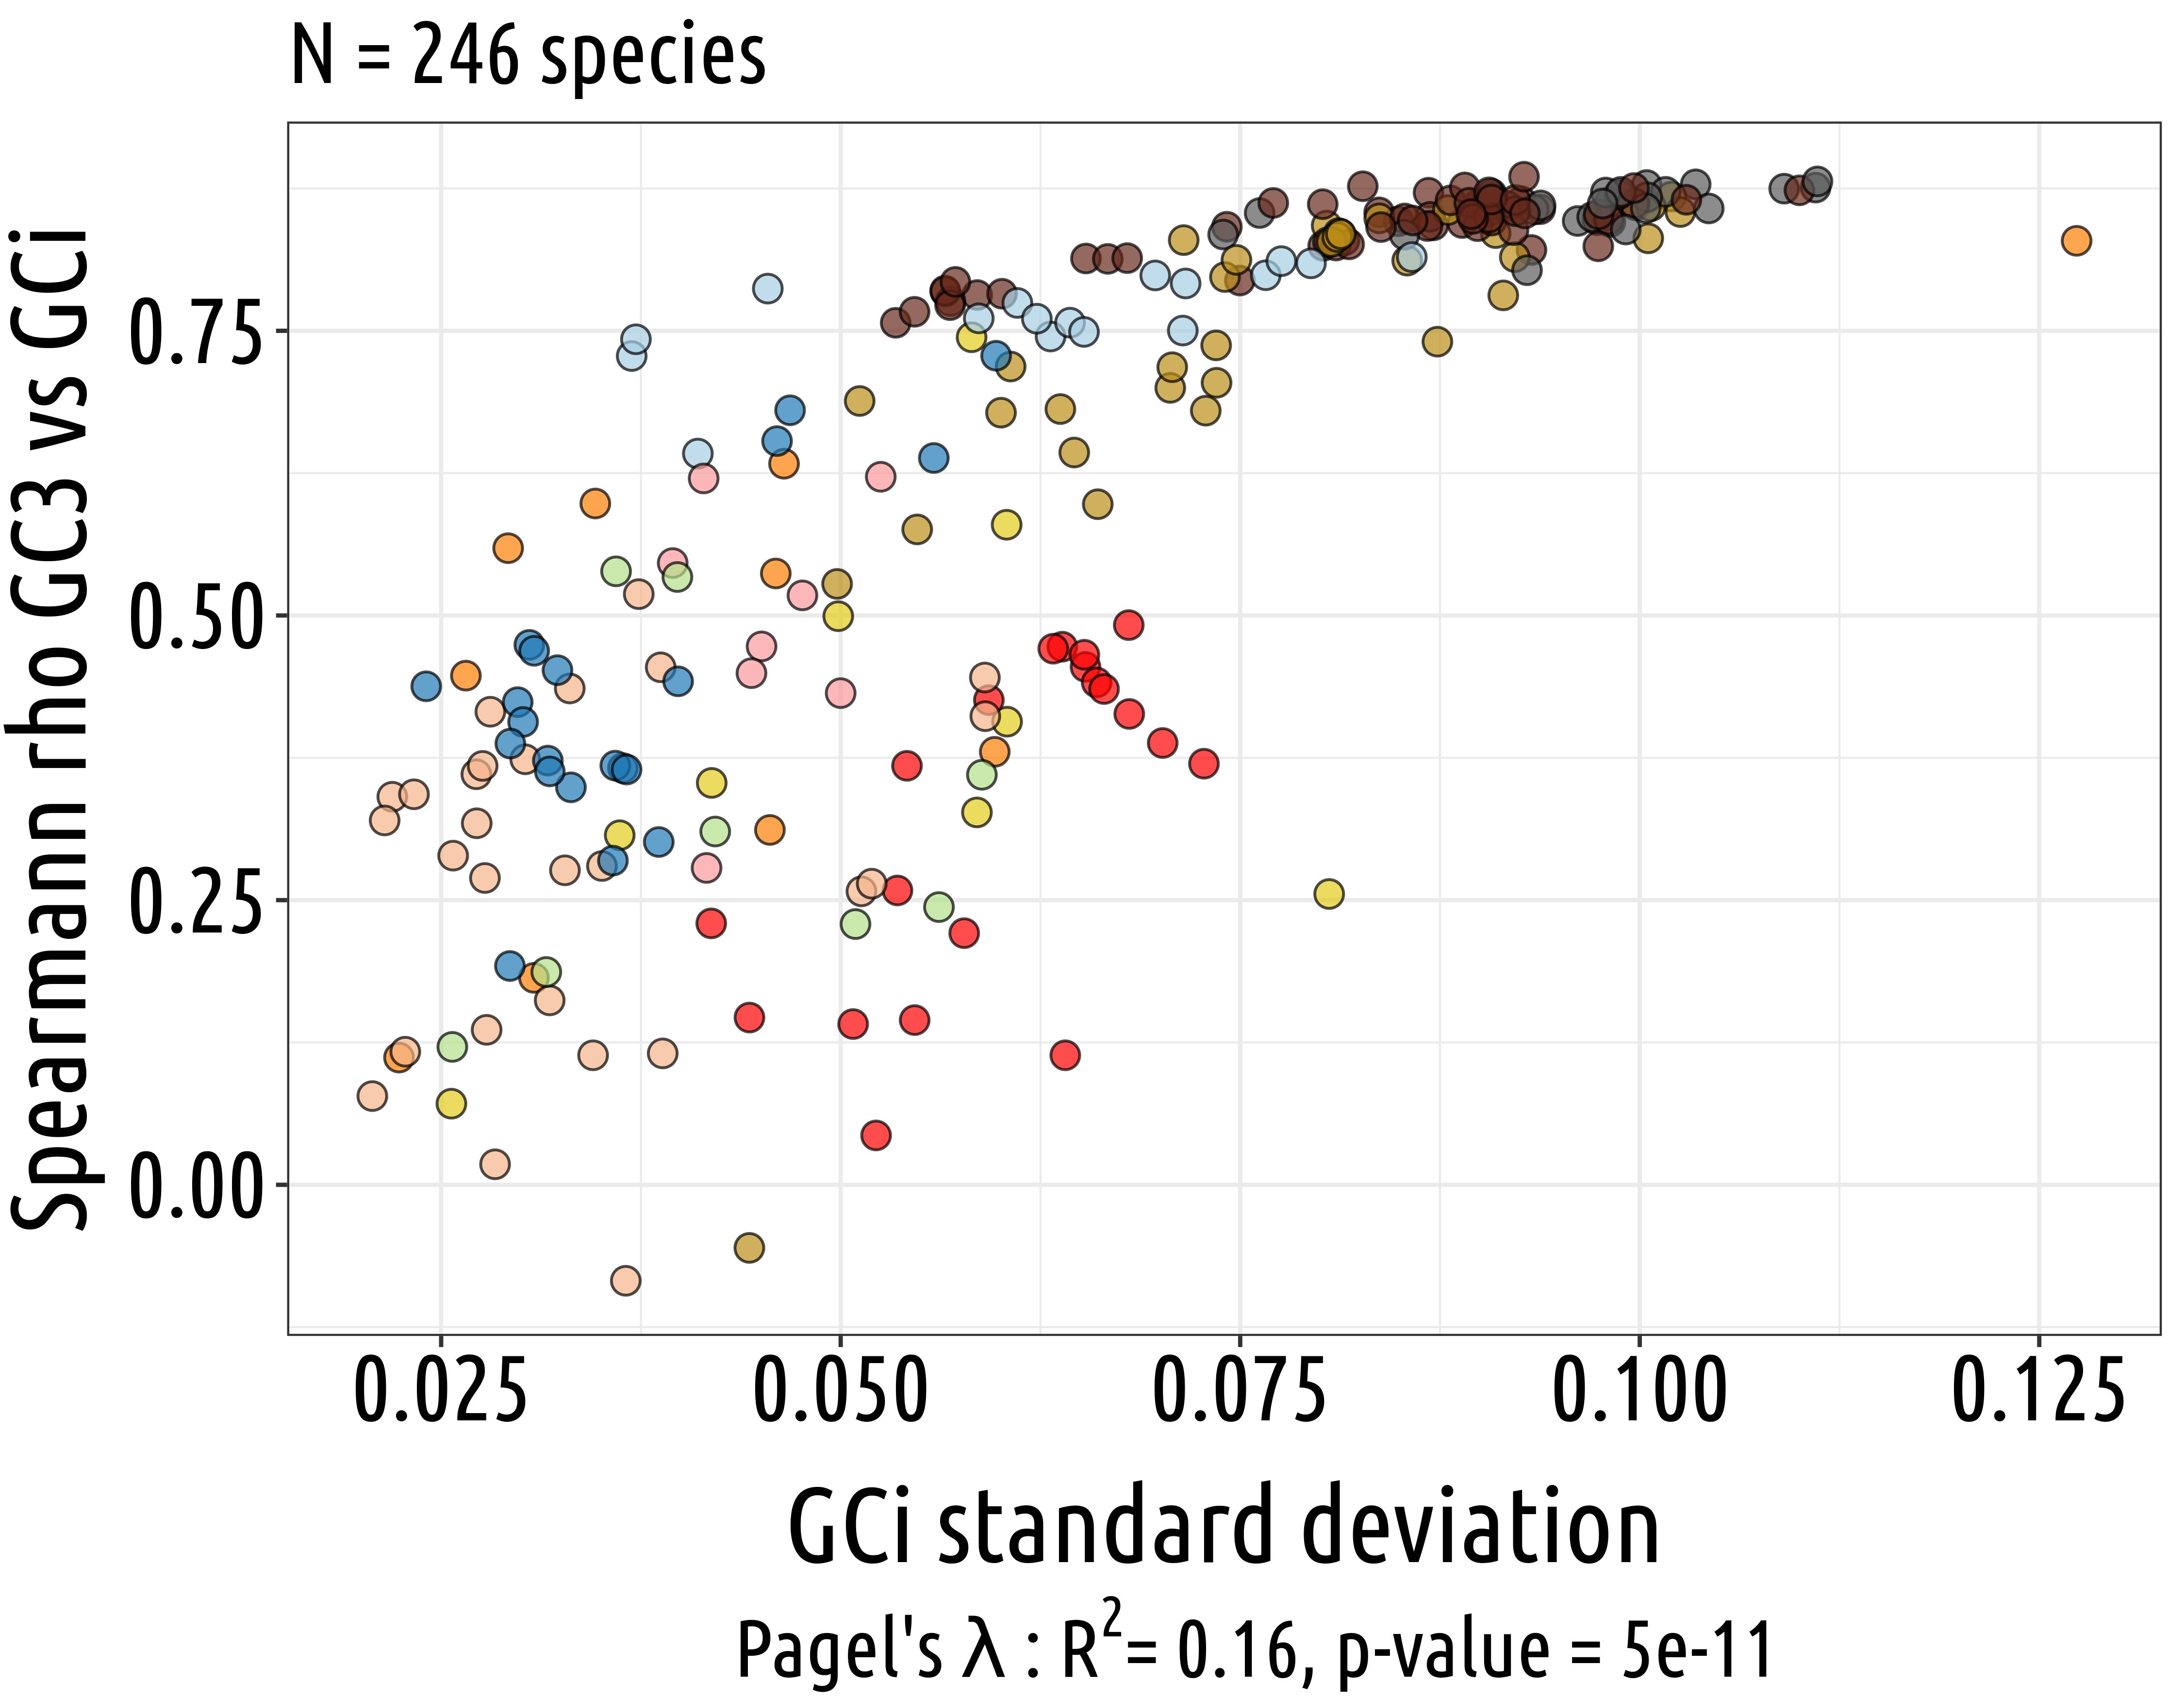 N = 246 species
Spearmann rho GC3 vs GCi
0.75
0.50
0.25
0.00
0.025 0.050 0.075 0.100 0.125
GCi standard deviation
Pagel's λ : R²= 0.16, p-value = 5e-11